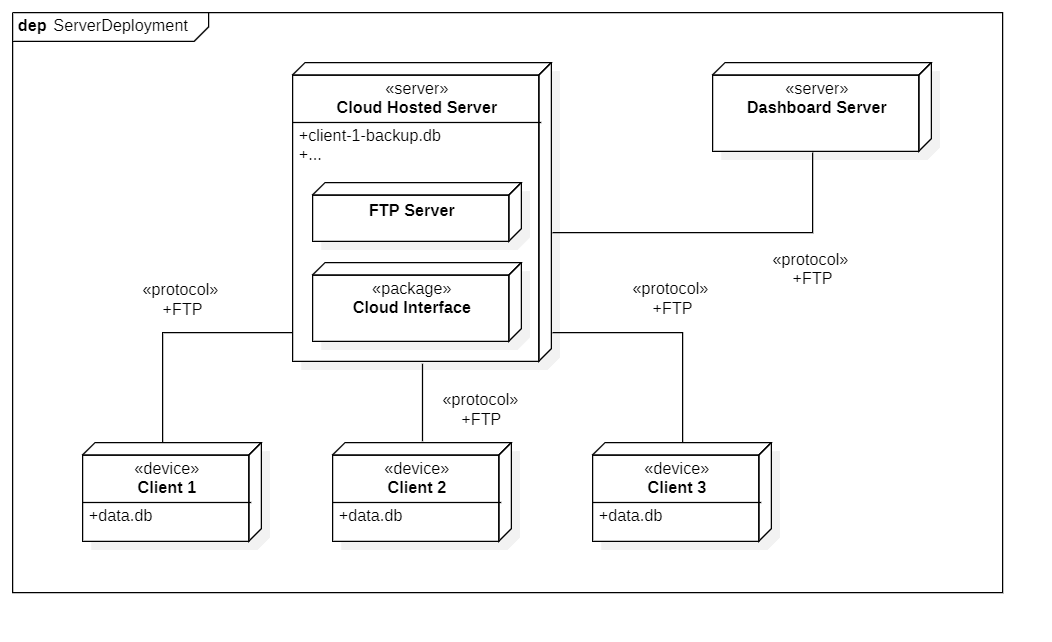 dep ServerDeployment
«server»
Cloud Hosted Server
+client-1-backup.db
+...
FTP Server
«package»
Cloud Interface
«server»
Dashboard Server
«protocol»
+FTP
«protocol»
+FTP
«protocol»
+FTP
«protocol»
+FTP
«device»
Client 1
+data.db
«device»
Client 2
+data.db
«device»
Client 3
+data.db